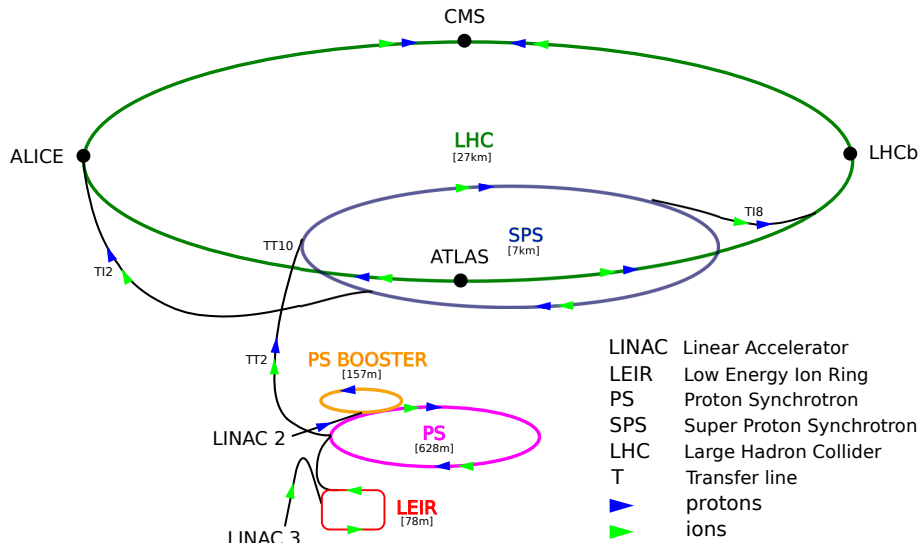 CMS
LHC
[27km]
ALICE
LHCb
TI8
SPS
[7km]
TT10
ATLAS
TI2
TT2
PS BOOSTER
[157m]
LINAC 2
PS
[628m]
LEIR
[78m]
LINAC 3
LINAC Linear Accelerator
LEIR Low Energy Ion Ring
PS Proton Synchrotron
SPS Super Proton Synchrotron
LHC Large Hadron Collider
T Transfer line
protons
ions